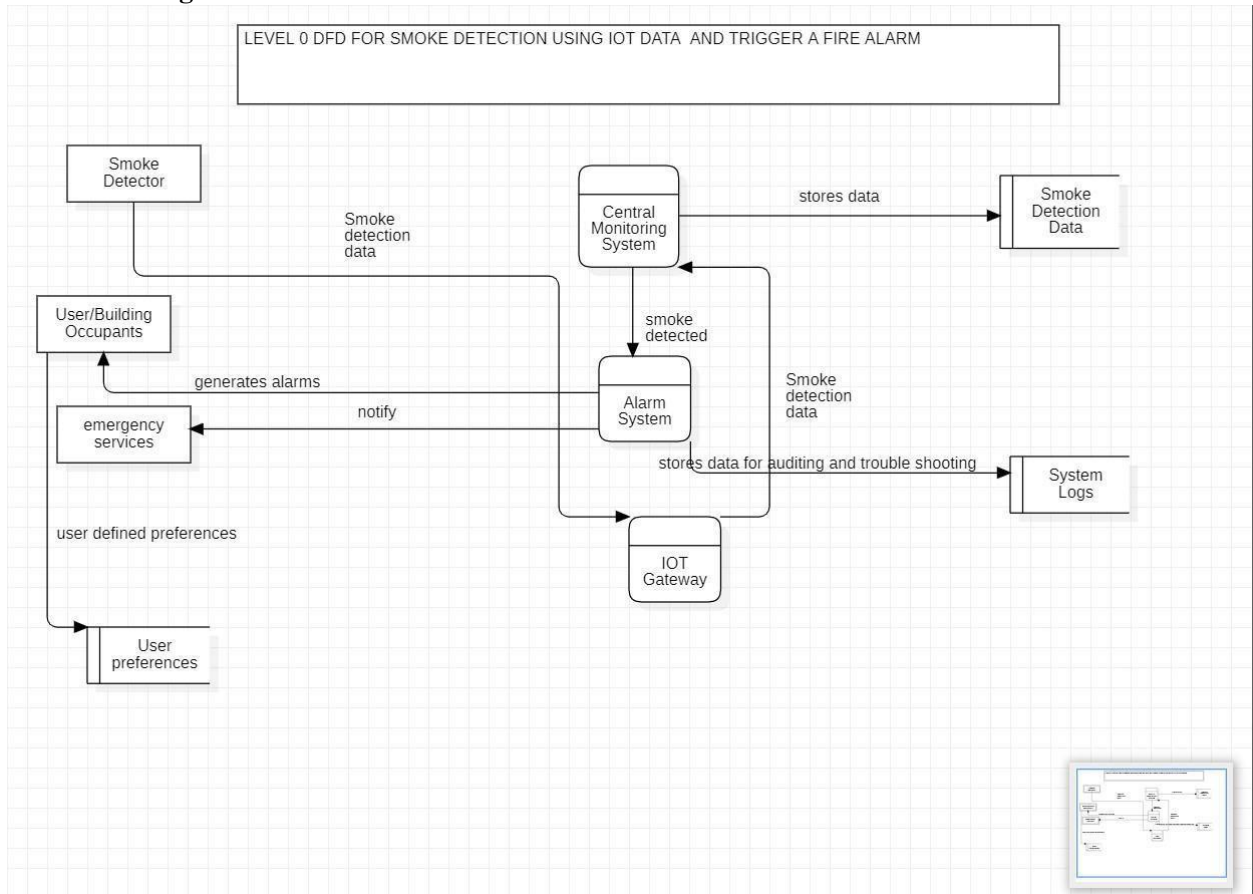 LEVEL 0 DFD FOR SMOKE DETECTION USING IOT DATA  AND TRIGGER A FIRE ALARM
Smoke
Detector
Smoke
detection
data
Central
Monitoring
System
stores data
Smoke
Detection
Data
User/Building
Occupants
smoke
detected
generates alarms
Alarm
System
Smoke
detection
data
notify
emergency
services
stores data for auditing and trouble shooting
System
Logs
user defined preferences
IOT
Gateway
User
preferences